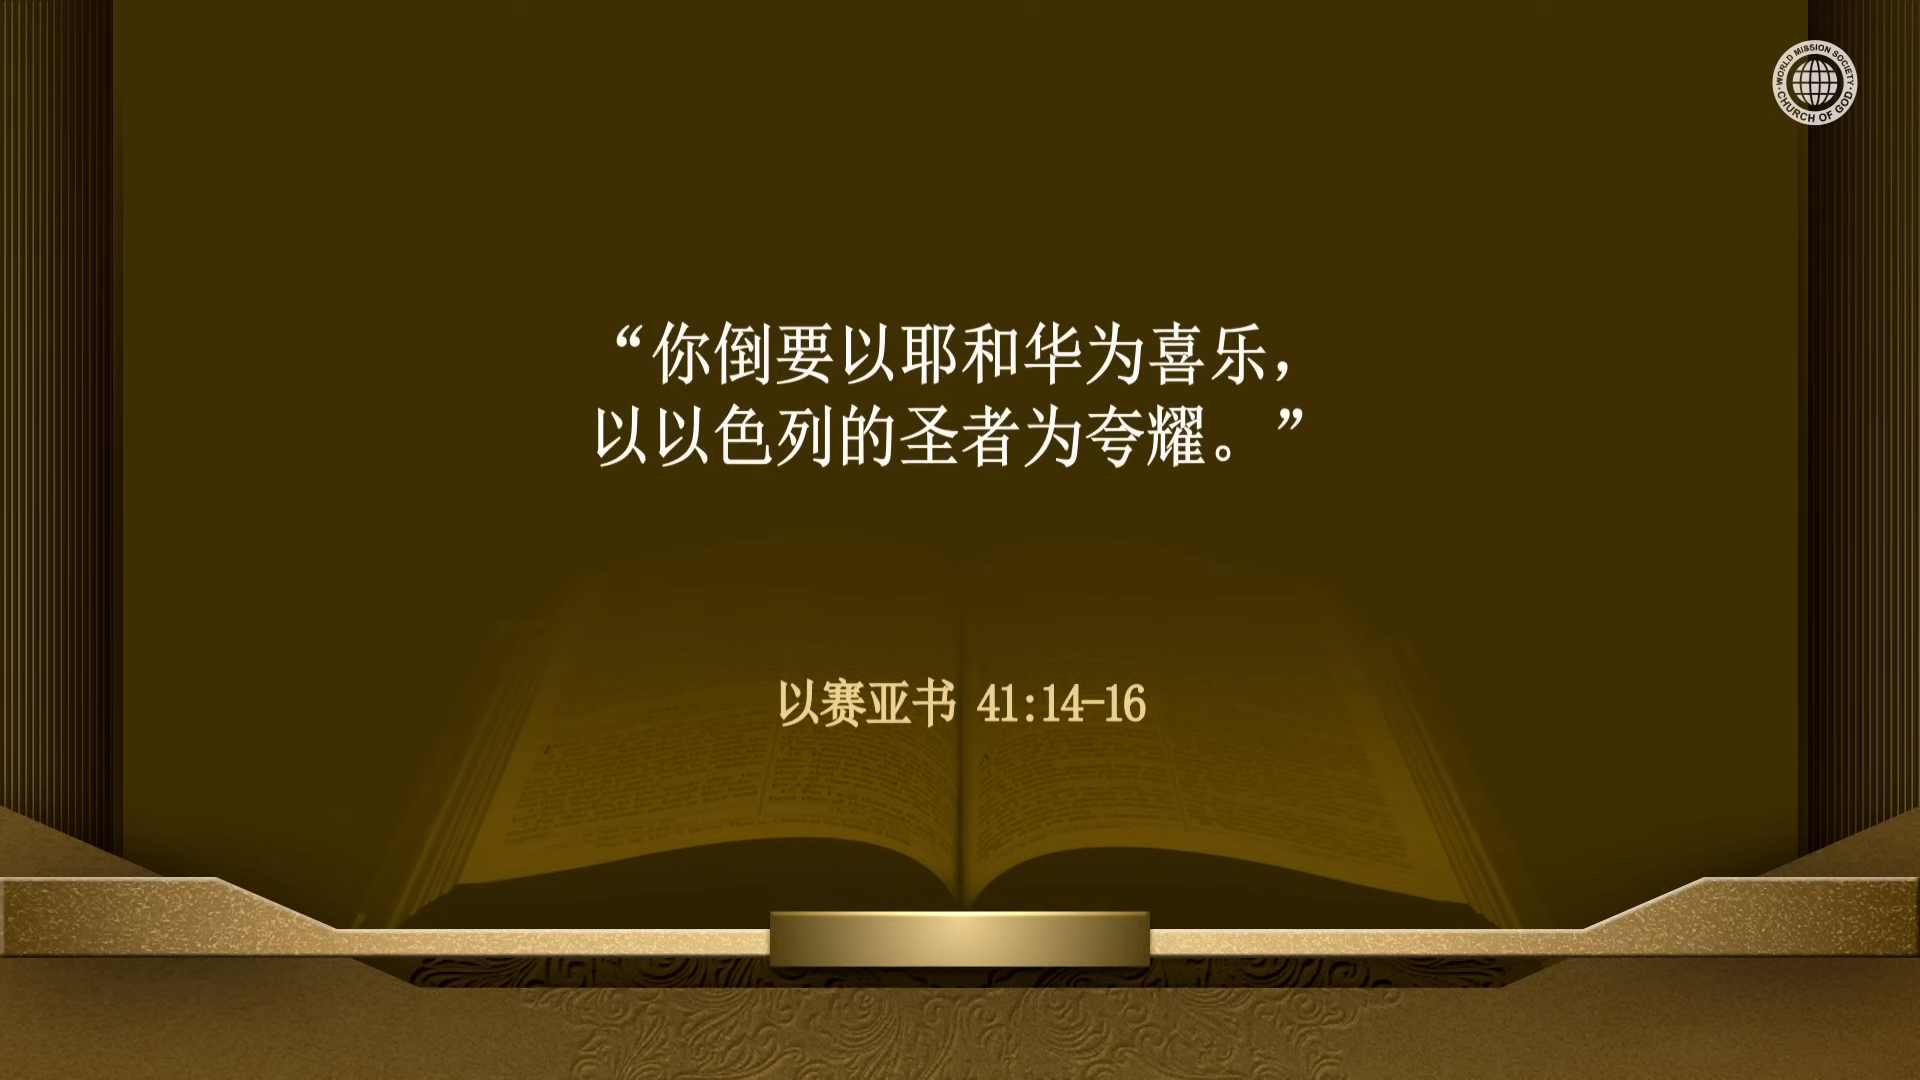 WORLD MISSION SOCIETY
CHURCH OF GOD
“你倒要以耶和华为喜乐，
以以色列的圣者为夸耀。”
以赛亚书 41:14-16